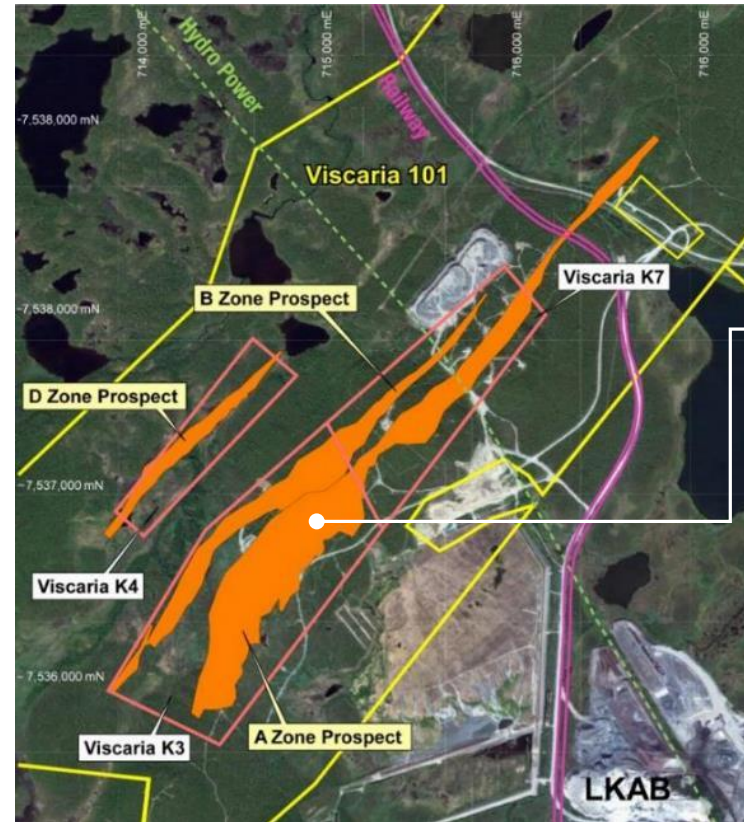 714,000 mE
715,000 mE
716,000 mE
716,000 mE
7,538,000 mN
Hydro Power
Railway
Viscaria 101
Viscaria K7
B Zone Prospect
7,538,000 mN
D Zone Prospect
7,537,000 mN
Viscaria K4
7,536,000 mN
A Zone Prospect
Viscaria K3
LKAB